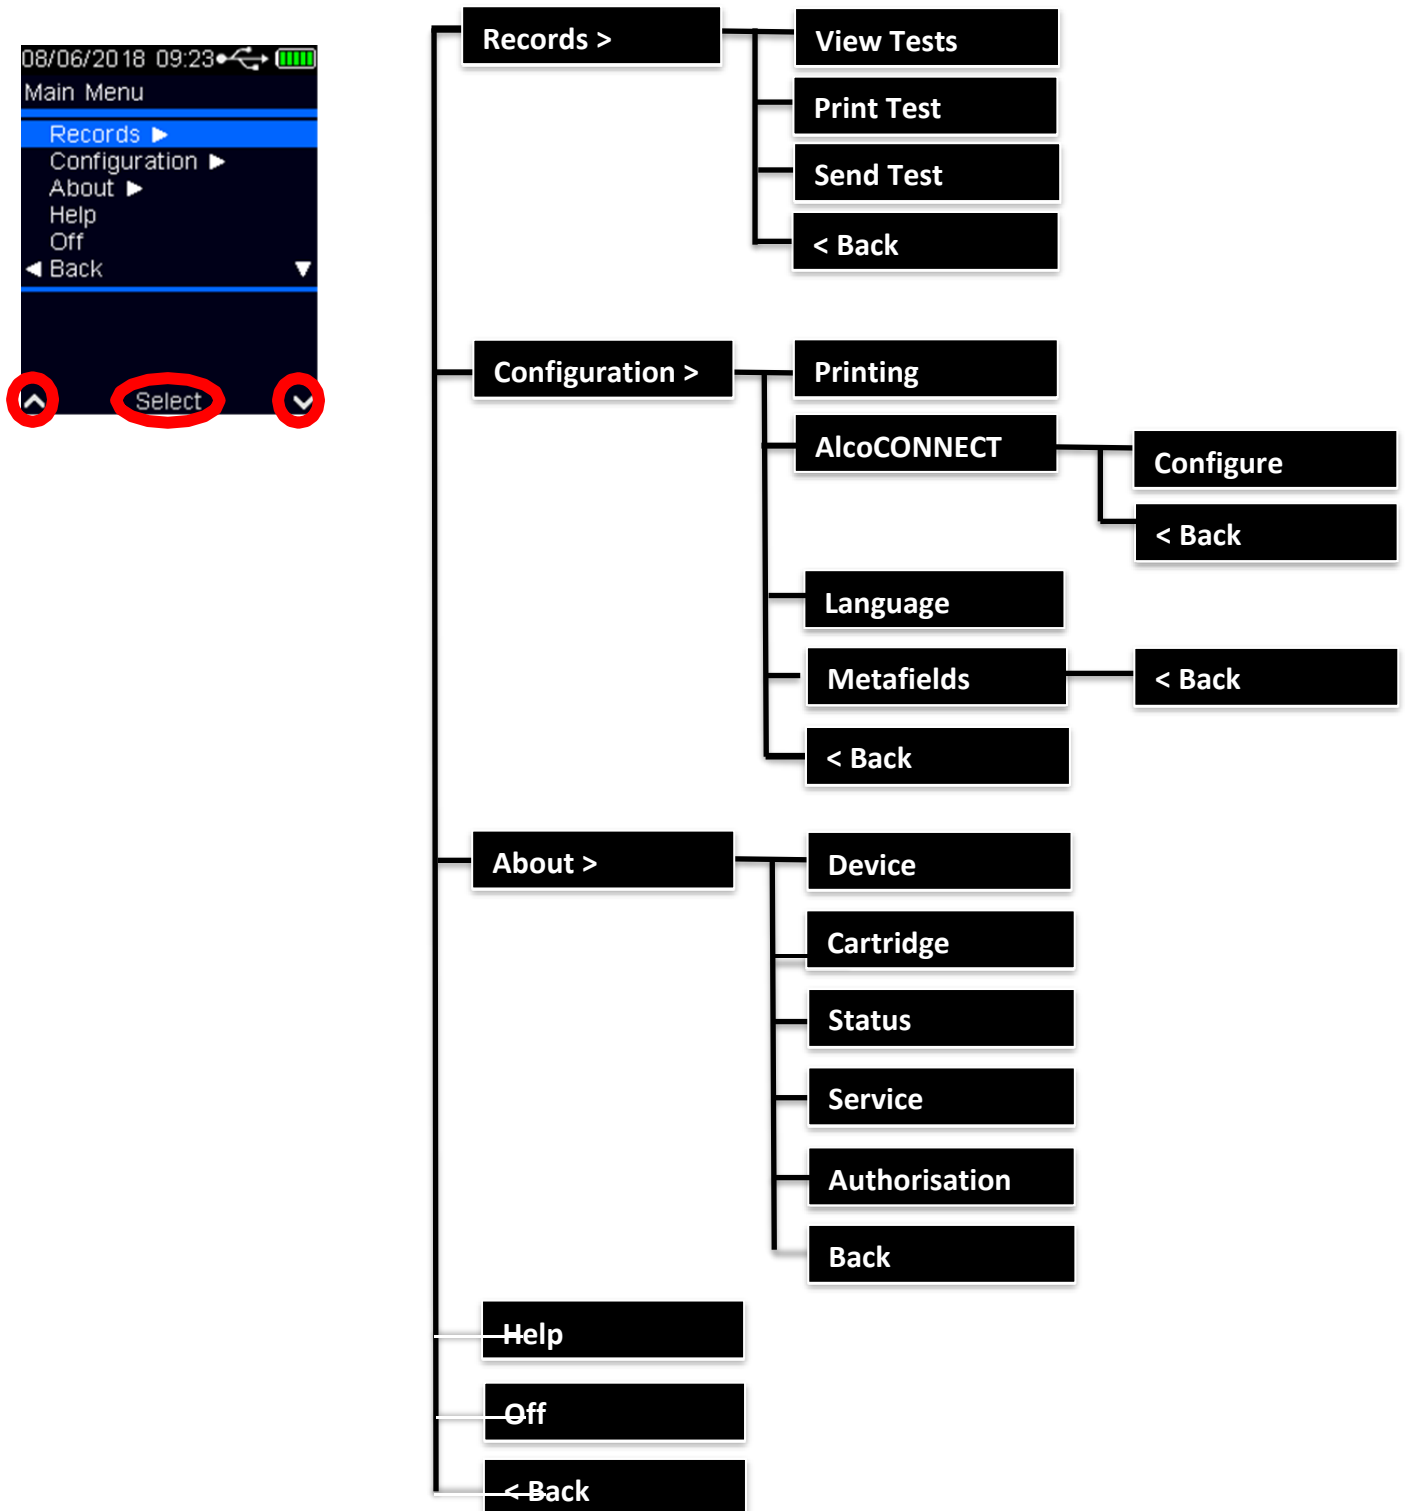 08/06/2018 09:23
Main Menu
Records
Configuration
About
Help
Off
Back
Select
Records >
View Tests
Print Test
Send Test
< Back
Configuration >
Printing
AlcoCONNECT
Configure
< Back
Language
Metafields
< Back
< Back
About >
Device
Cartridge
Status
Service
Authorisation
Back
Help
Off
< Back